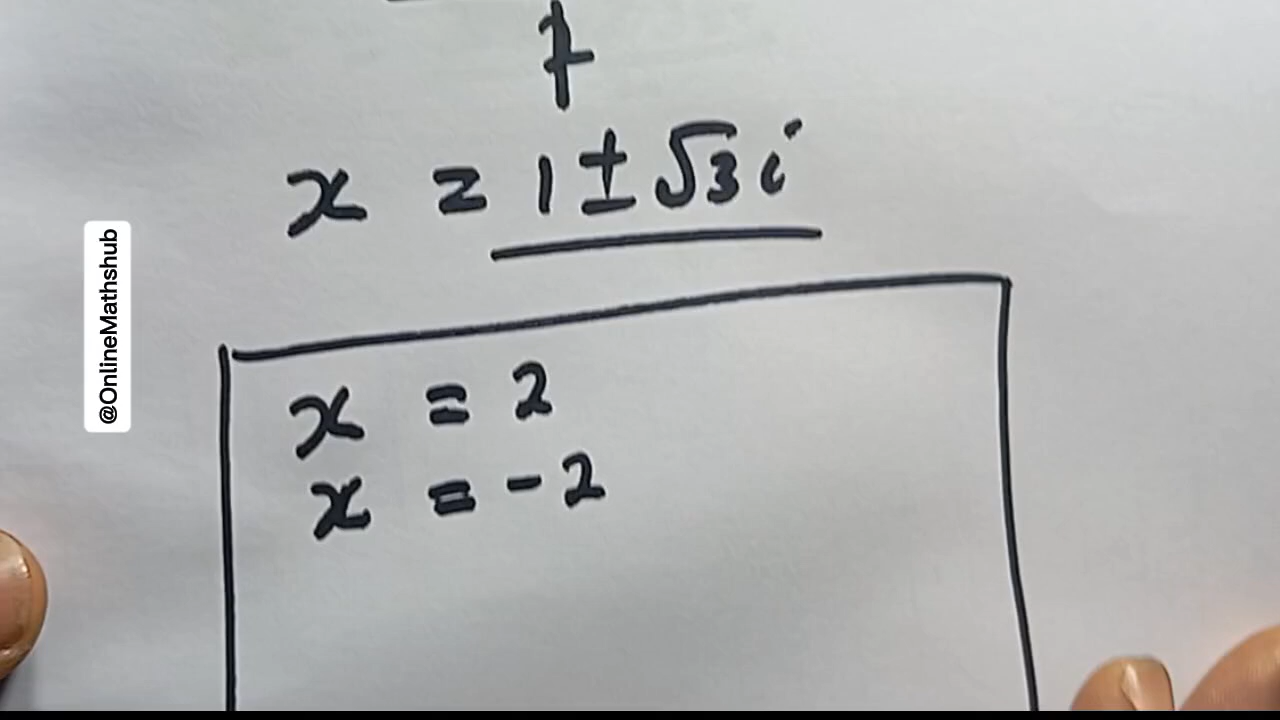 x = 1 ± √3 i
x = 2
x = - 2
@OnlineMathshub